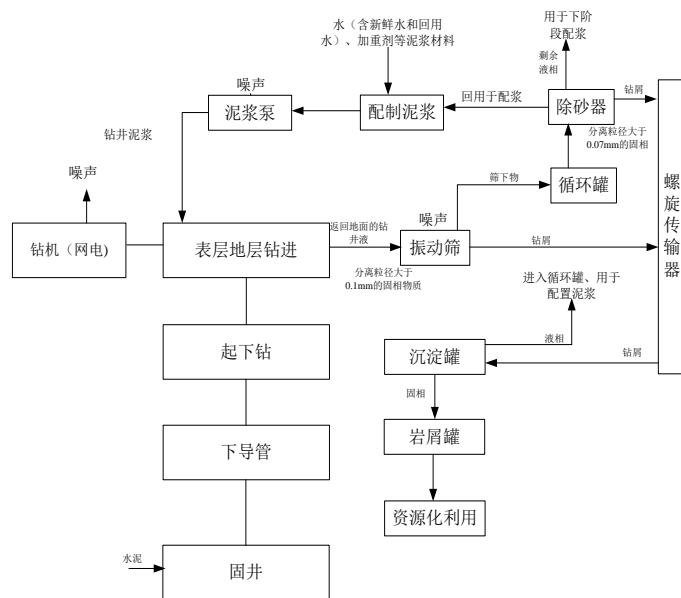 水（含新鲜水和回用
水）、加重剂等泥浆材料
用于下阶
段配浆
剩余
液相
钻屑
噪声
泥浆泵
配制泥浆
回用于配浆
除砂器
钻井泥浆
分离粒径大于
0.07mm的固相
噪声
筛下物
循环罐
螺旋传输器
钻机（网电)
表层地层钻进
返回地面的钻
井液
噪声
振动筛
钻屑
分离粒径大于
0.1mm的固相物质
进入循环罐、用于
配置泥浆
起下钻
沉淀罐
液相
钻屑
固相
下导管
岩屑罐
资源化利用
水泥
固井